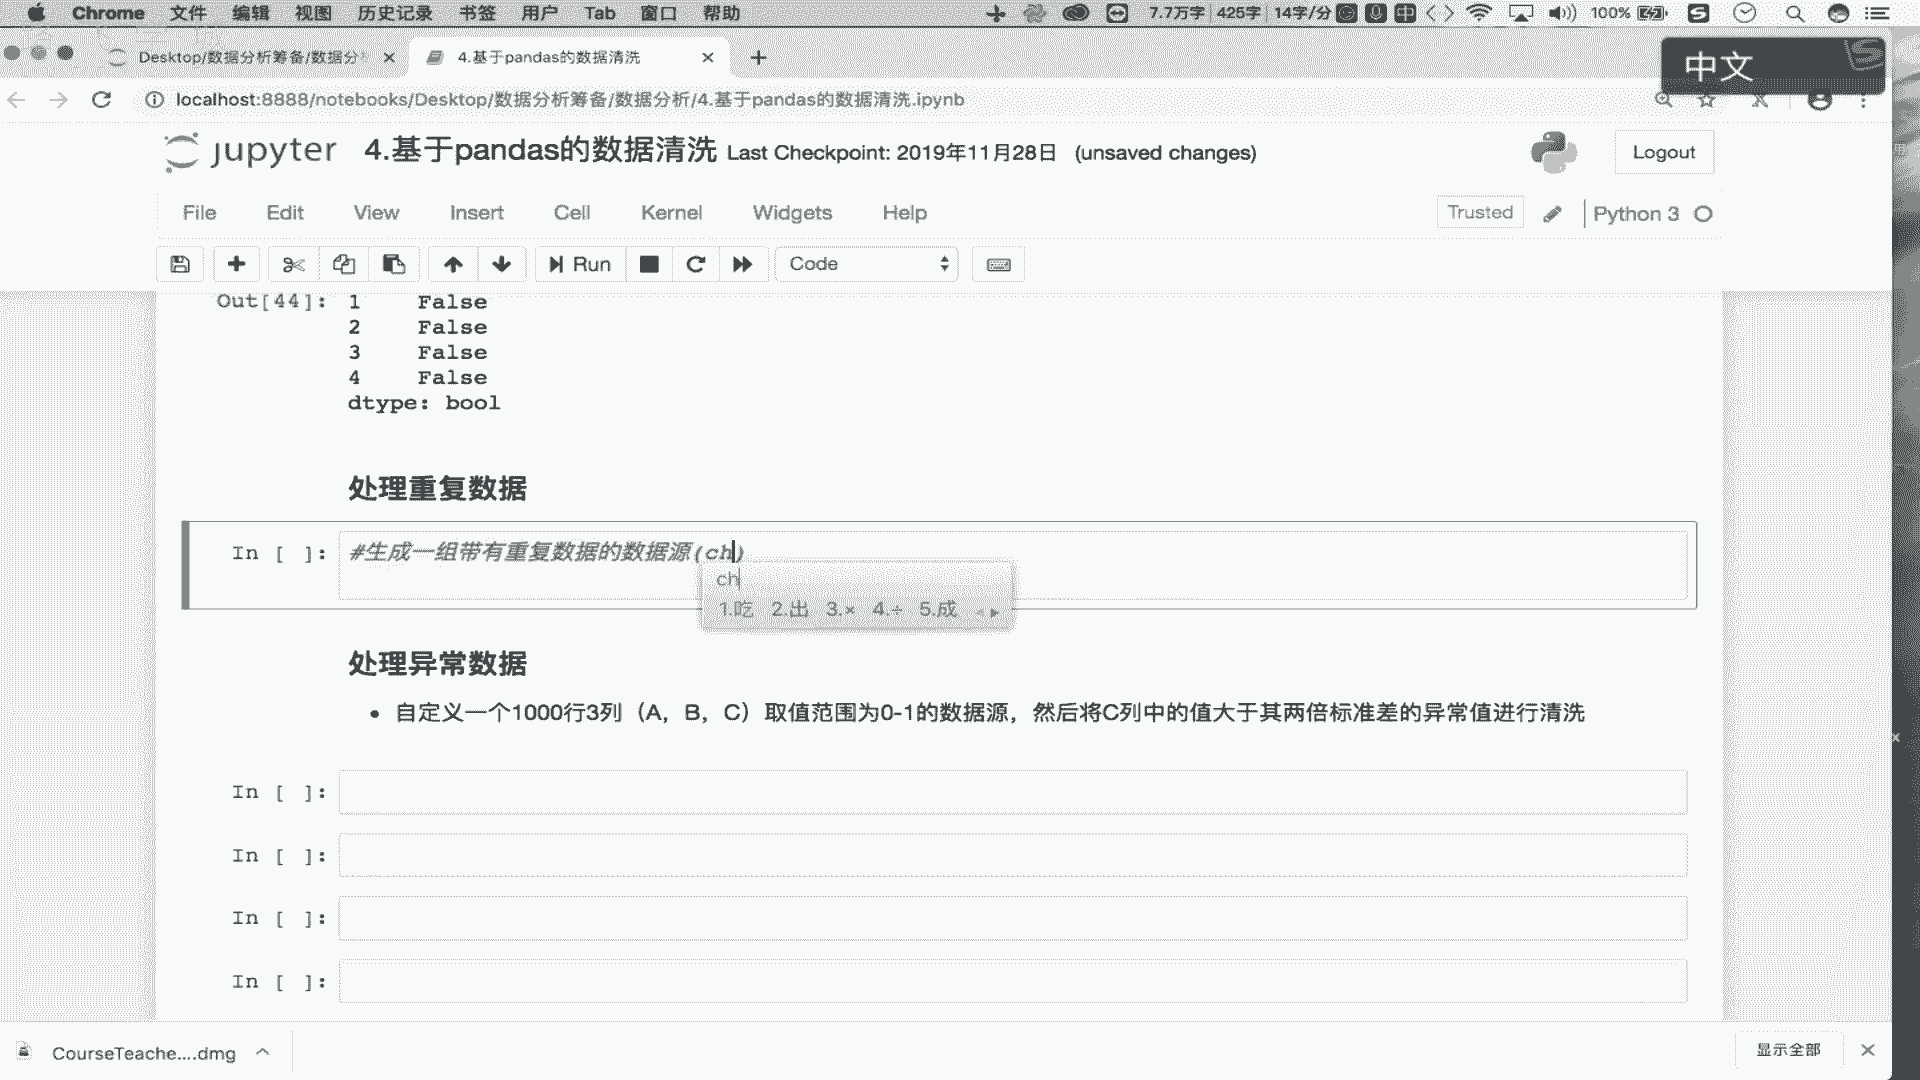 Chrome 文件 编辑 视图 历史记录 书签 用户 Tab 窗口 帮助 7.7万字 425字 14字/分 中 100%
Desktop/数据分析筹备/数据分 4.基于pandas的数据清洗
中文
localhost:8888/notebooks/Desktop/数据分析筹备/数据分析/4.基于pandas的数据清洗.ipynb
jupyter 4.基于pandas的数据清洗 Last Checkpoint: 2019年11月28日 (unsaved changes) Logout
File Edit View Insert Cell Kernel Widgets Help Trusted Python 3
Run Code
Out[44]: 1 False
2 False
3 False
4 False
dtype: bool
处理重复数据
In [ ]: #生成一组带有重复数据的数据源(ch)
ch
1.吃 2.出 3.× 4.÷ 5.成
处理异常数据
• 自定义一个1000行3列（A，B，C）取值范围为0-1的数据源，然后将C列中的值大于其两倍标准差的异常值进行清洗
In [ ]:
In [ ]:
In [ ]:
In [ ]:
CourseTeache....dmg 显示全部